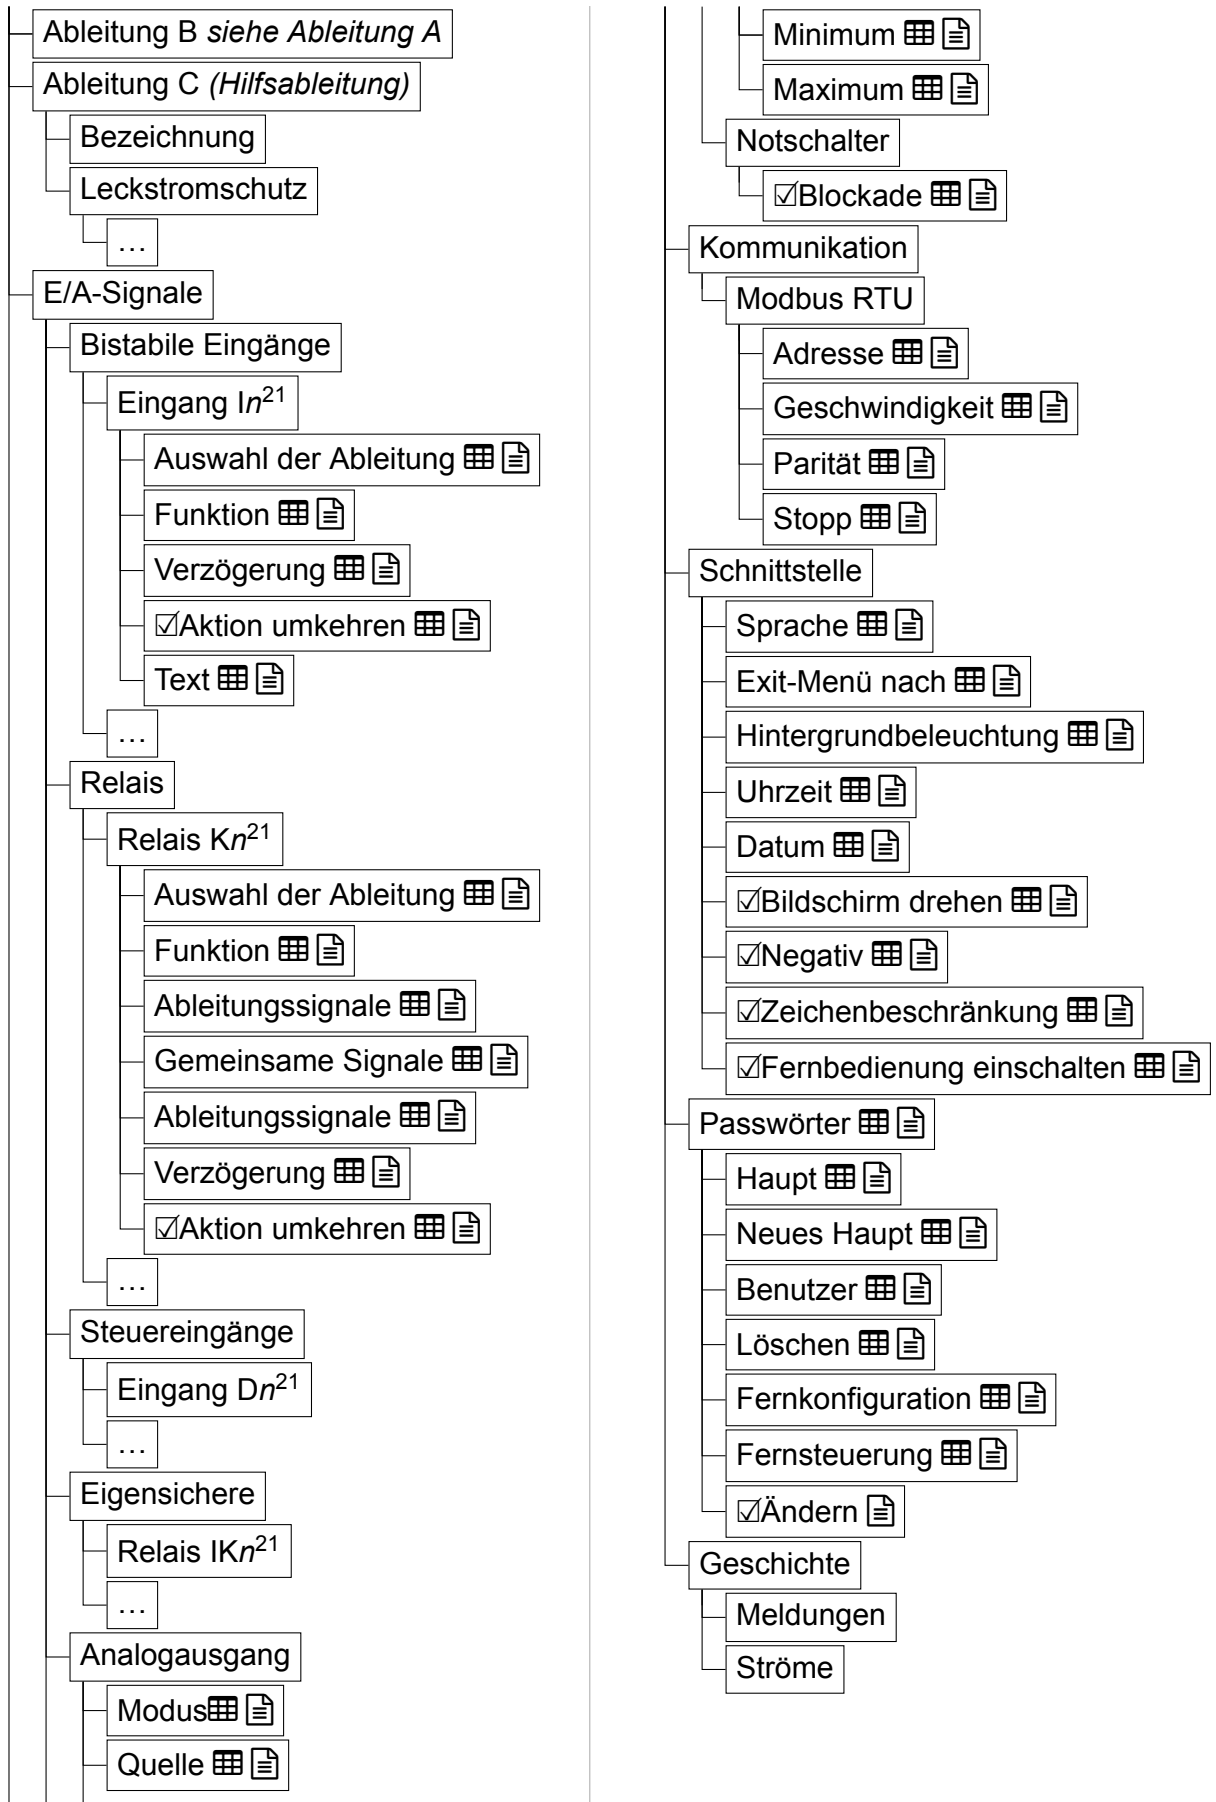 Ableitung B siehe Ableitung A
Ableitung C (Hilfsableitung)
Bezeichnung
Leckstromschutz
…
E/A-Signale
Bistabile Eingänge
Eingang In21
Auswahl der Ableitung
Funktion
Verzögerung
☑Aktion umkehren
Text
…
Relais
Relais Kn21
Auswahl der Ableitung
Funktion
Ableitungssignale
Gemeinsame Signale
Ableitungssignale
Verzögerung
☑Aktion umkehren
…
Steuereingänge
Eingang Dn21
…
Eigensichere
Relais IKn21
…
Analogausgang
Modus
Quelle
Minimum
Maximum
Notschalter
☑Blockade
Kommunikation
Modbus RTU
Adresse
Geschwindigkeit
Parität
Stopp
Schnittstelle
Sprache
Exit-Menü nach
Hintergrundbeleuchtung
Uhrzeit
Datum
☑Bildschirm drehen
☑Negativ
☑Zeichenbeschränkung
☑Fernbedienung einschalten
Passwörter
Haupt
Neues Haupt
Benutzer
Löschen
Fernkonfiguration
Fernsteuerung
☑Ändern
Geschichte
Meldungen
Ströme